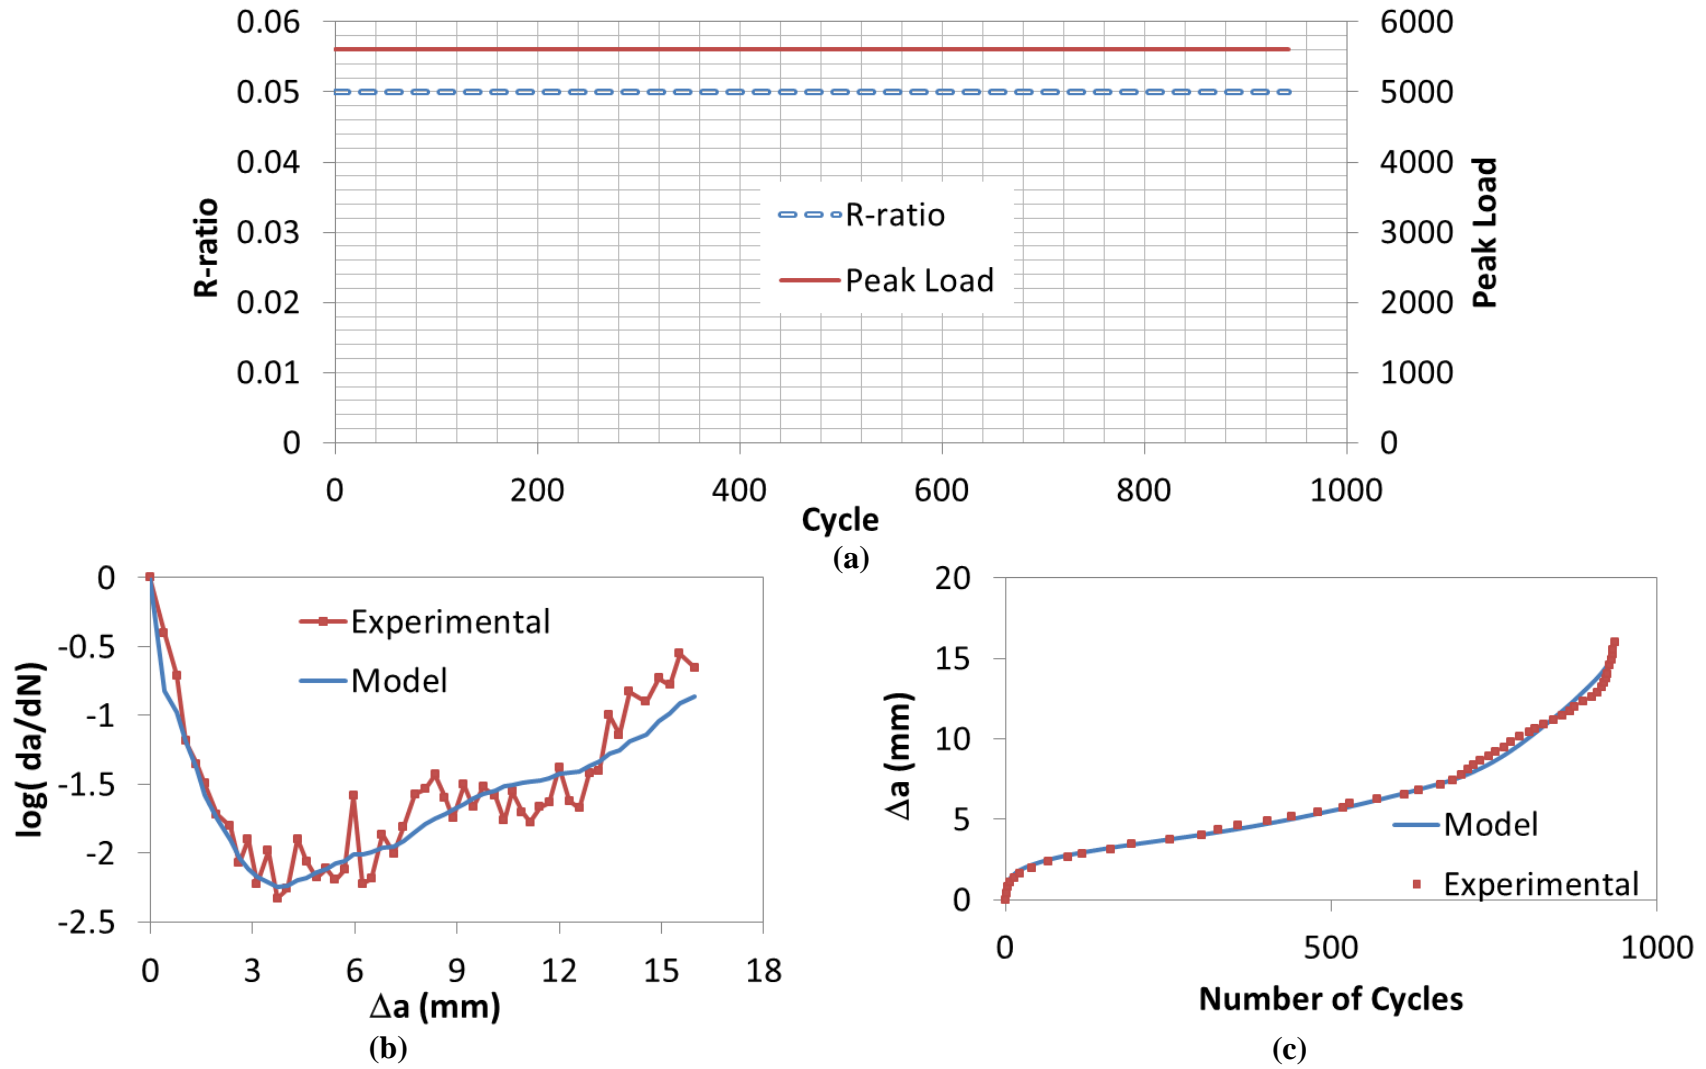 0.06
0.05
0.04
0.03
0.02
0.01
0
R-ratio
6000
5000
4000
3000
2000
1000
0
Peak Load
R-ratio
Peak Load
0 200 400 600 800 1000
Cycle
(a)
0
-0.5
-1
-1.5
-2
-2.5
log( da/dN)
Experimental
Model
0 3 6 9 12 15 18
Δa (mm)
(b)
20
15
10
5
0
Δa (mm)
Model
Experimental
0 500 1000
Number of Cycles
(c)